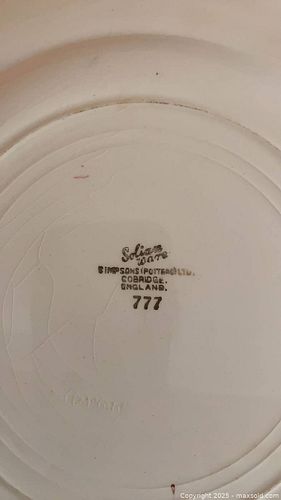 Solian
ware
SIMPSONS (POTTERS) LTD.
COBRIDGE.
ENGLAND.
777
Copyright 2025 - maxsold.com